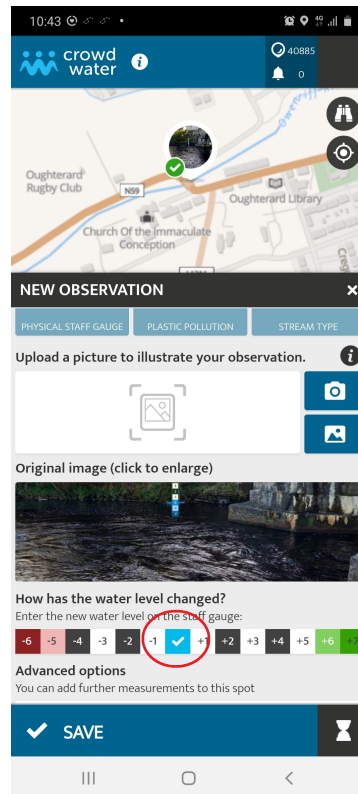 10:43
4G
crowd
water
i
40885
0
Oughterard
Rugby Club
N59
Oughterard Library
Church Of the Immaculate
Conception
NEW OBSERVATION ×
PHYSICAL STAFF GAUGE PLASTIC POLLUTION STREAM TYPE
Upload a picture to illustrate your observation. i
Original image (click to enlarge)
How has the water level changed?
Enter the new water level on the staff gauge:
-6 -5 -4 -3 -2 -1 +1 +2 +3 +4 +5 +6 +7
Advanced options
You can add further measurements to this spot
SAVE